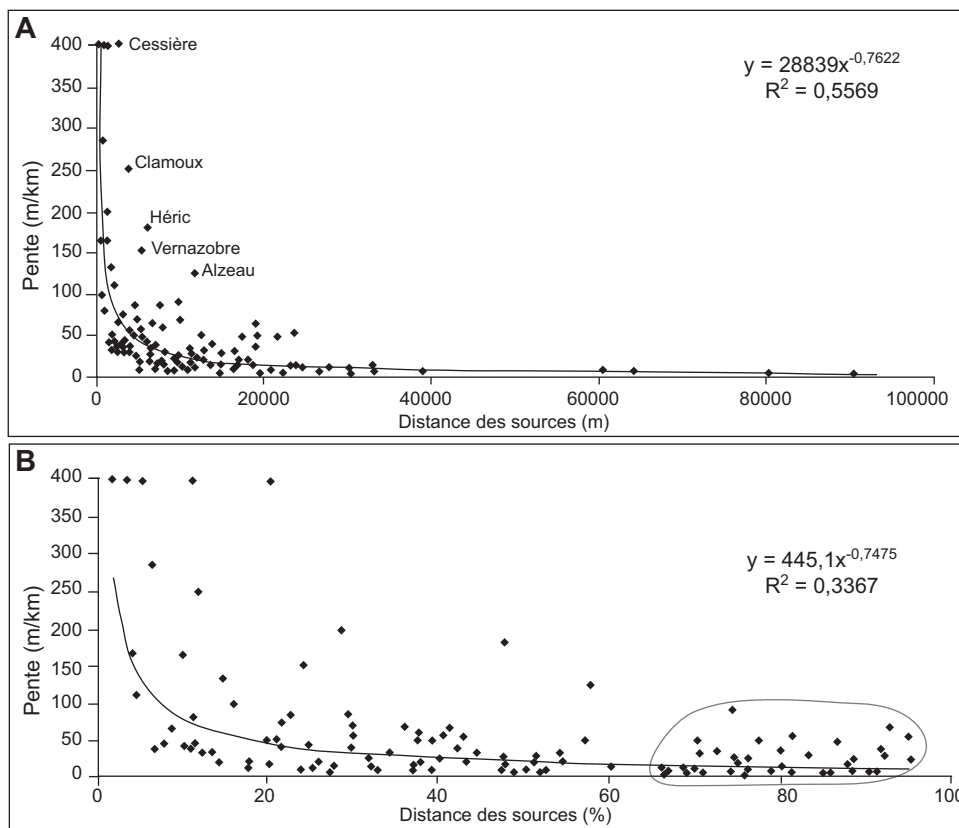 A
400
350
300
250
200
150
100
50
0
Pente (m/km)
Cessière
Clamoux
Héric
Vernazobre
Alzeau
y = 28839x^-0,7622
R² = 0,5569
0 20000 40000 60000 80000 100000
Distance des sources (m)
B
400
350
300
250
200
150
100
50
0
Pente (m/km)
y = 445,1x^-0,7475
R² = 0,3367
0 20 40 60 80 100
Distance des sources (%)